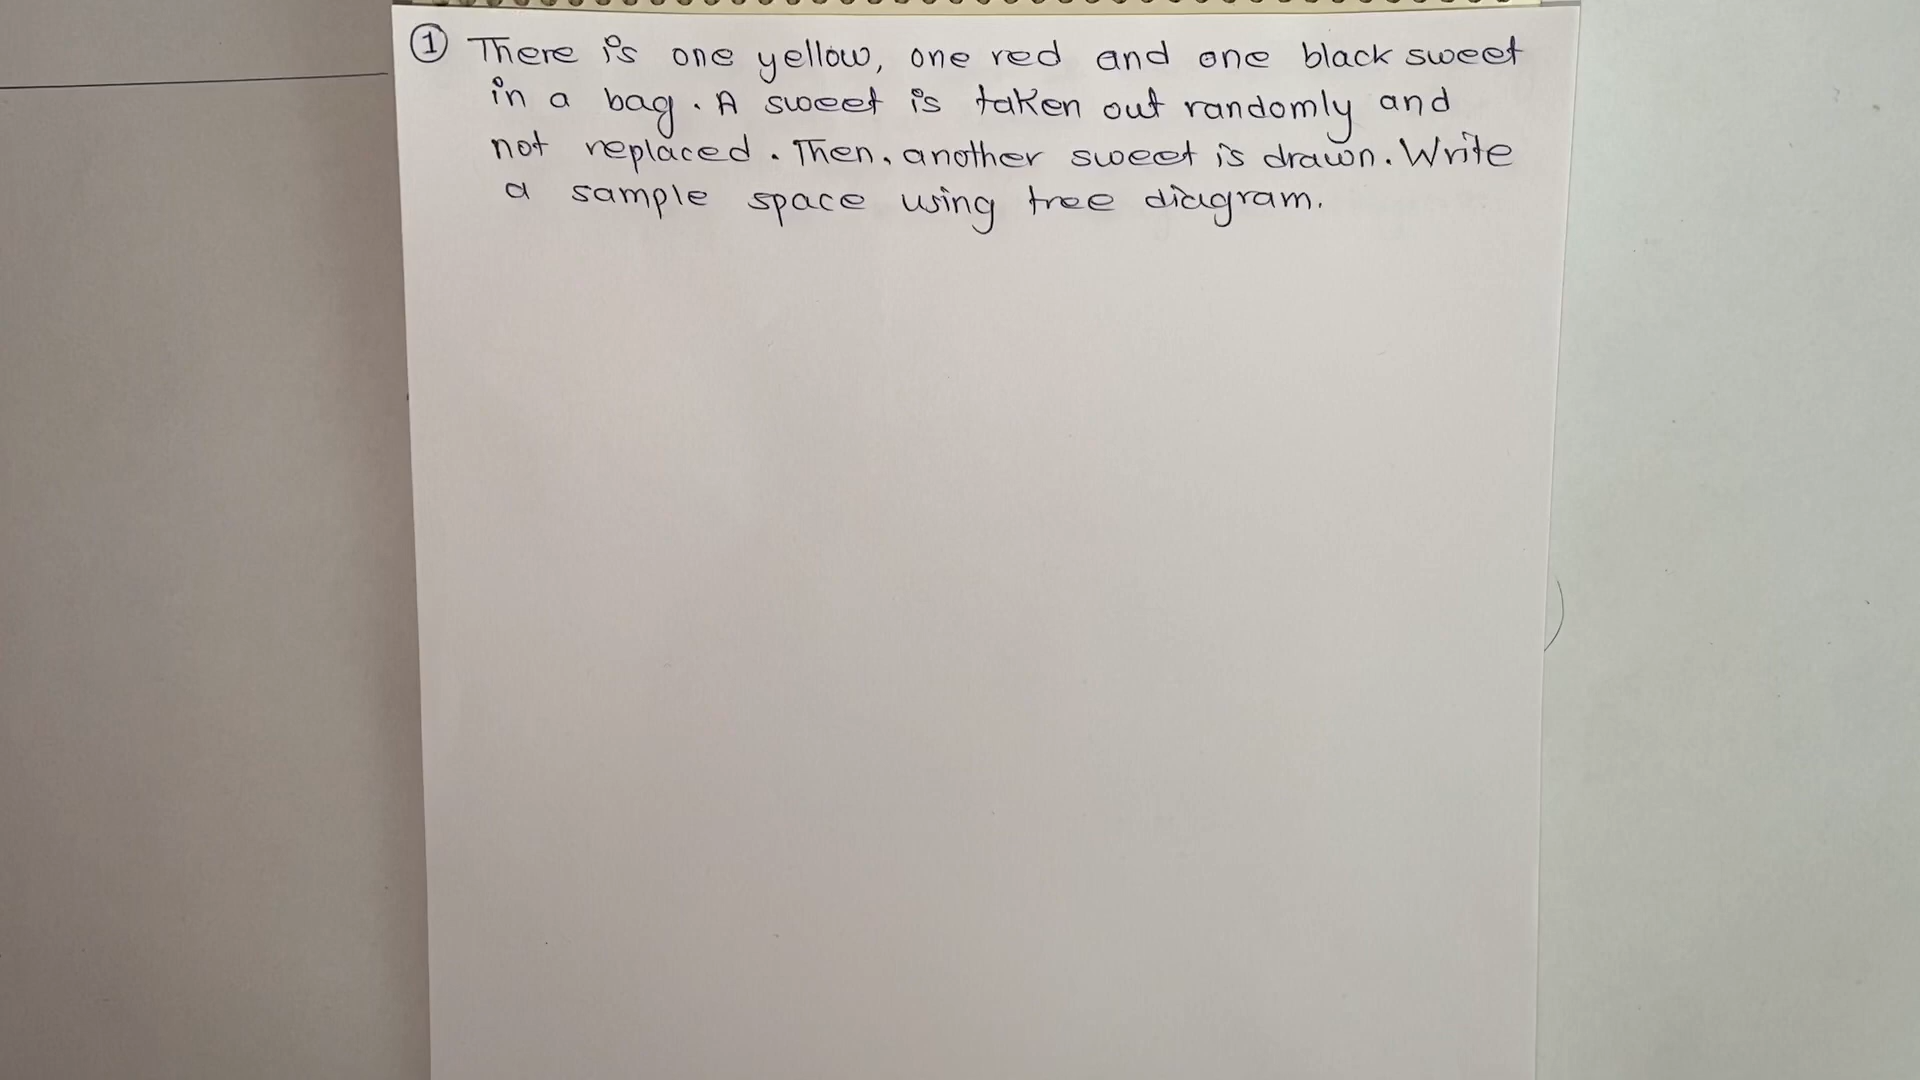 ① There is one yellow, one red and one black sweet
in a bag. A sweet is taken out randomly and
not replaced. Then, another sweet is drawn. Write
a sample space using tree diagram.